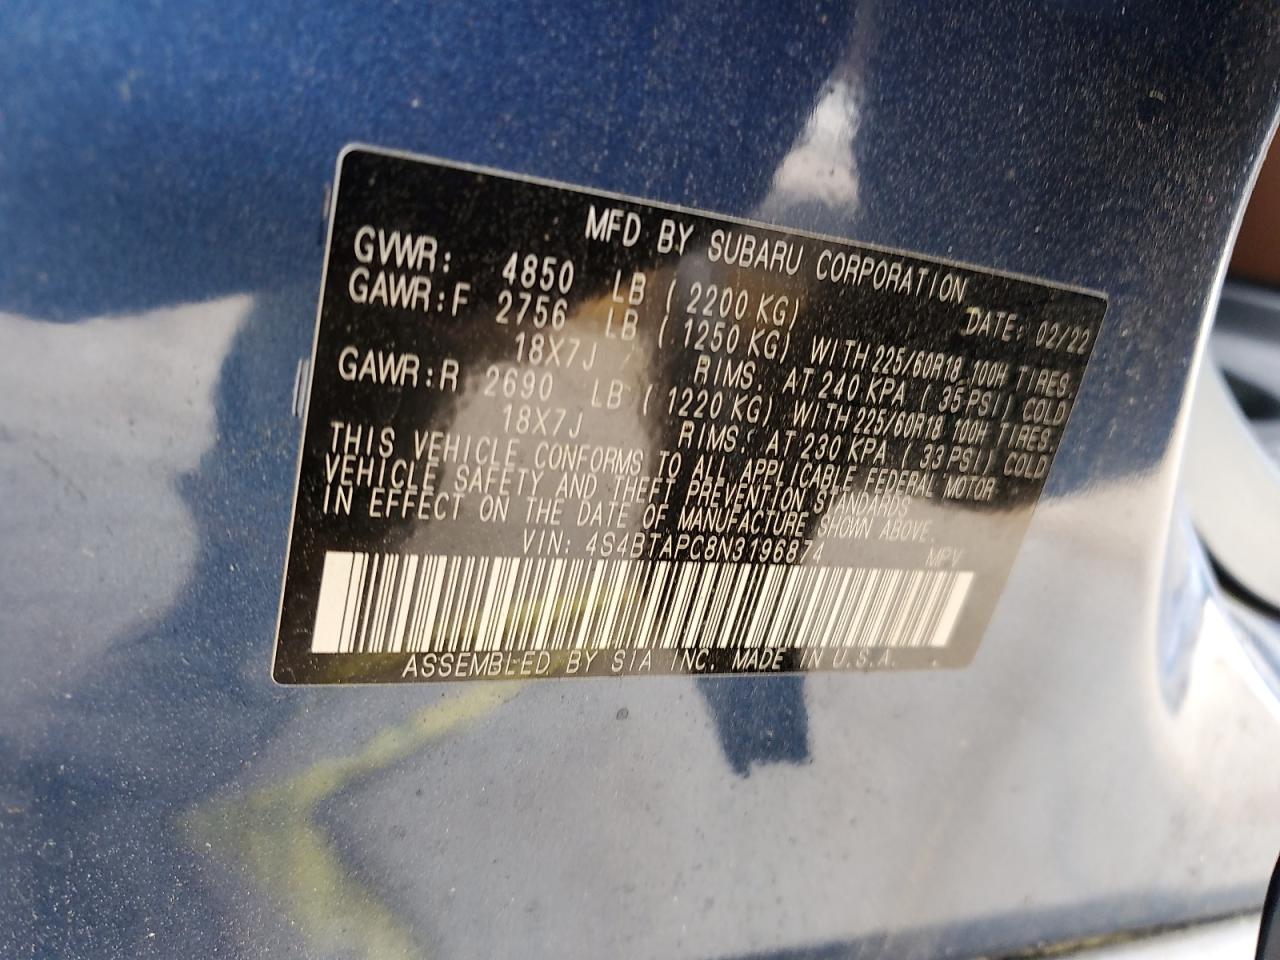 MFD BY SUBARU CORPORATION
DATE: 02/22
GVWR: 4850 LB ( 2200 KG)
GAWR:F 2756 LB ( 1250 KG) WITH 225/60R18 100H TIRES.
18X7J RIMS. AT 240 KPA ( 35 PSI) COLD
GAWR:R 2690 LB ( 1220 KG) WITH 225/60R18 100H TIRES.
18X7J RIMS. AT 230 KPA ( 33 PSI) COLD
THIS VEHICLE CONFORMS TO ALL APPLICABLE FEDERAL MOTOR
VEHICLE SAFETY AND THEFT PREVENTION STANDARDS
IN EFFECT ON THE DATE OF MANUFACTURE SHOWN ABOVE.
VIN: 4S4BTAPC8N3196874 MPV
ASSEMBLED BY SIA INC. MADE IN U.S.A.